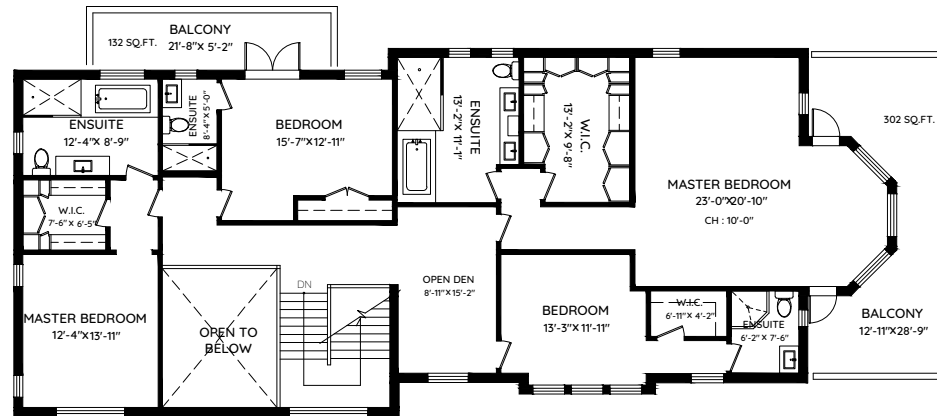 BALCONY
132 SQ.FT.
21'-8"X 5'-2"
ENSUITE
12'-4"X 8'-9"
ENSUITE
8'-4"X 5'-0"
BEDROOM
15'-7"X12'-11"
ENSUITE
13'-2"X 11'-1"
W.I.C.
13'-2"X 9'-8"
MASTER BEDROOM
23'-0"X20'-10"
CH : 10'-0"
302 SQ.FT.
W.I.C.
7'-6" X 6'-5"
MASTER BEDROOM
12'-4"X13'-11"
OPEN TO
BELOW
DN
OPEN DEN
8'-11"X15'-2"
BEDROOM
13'-3"X11'-11"
W.I.C.
6'-11" X 4'-2"
ENSUITE
6'-2" X 7'-6"
BALCONY
12'-11"X28'-9"